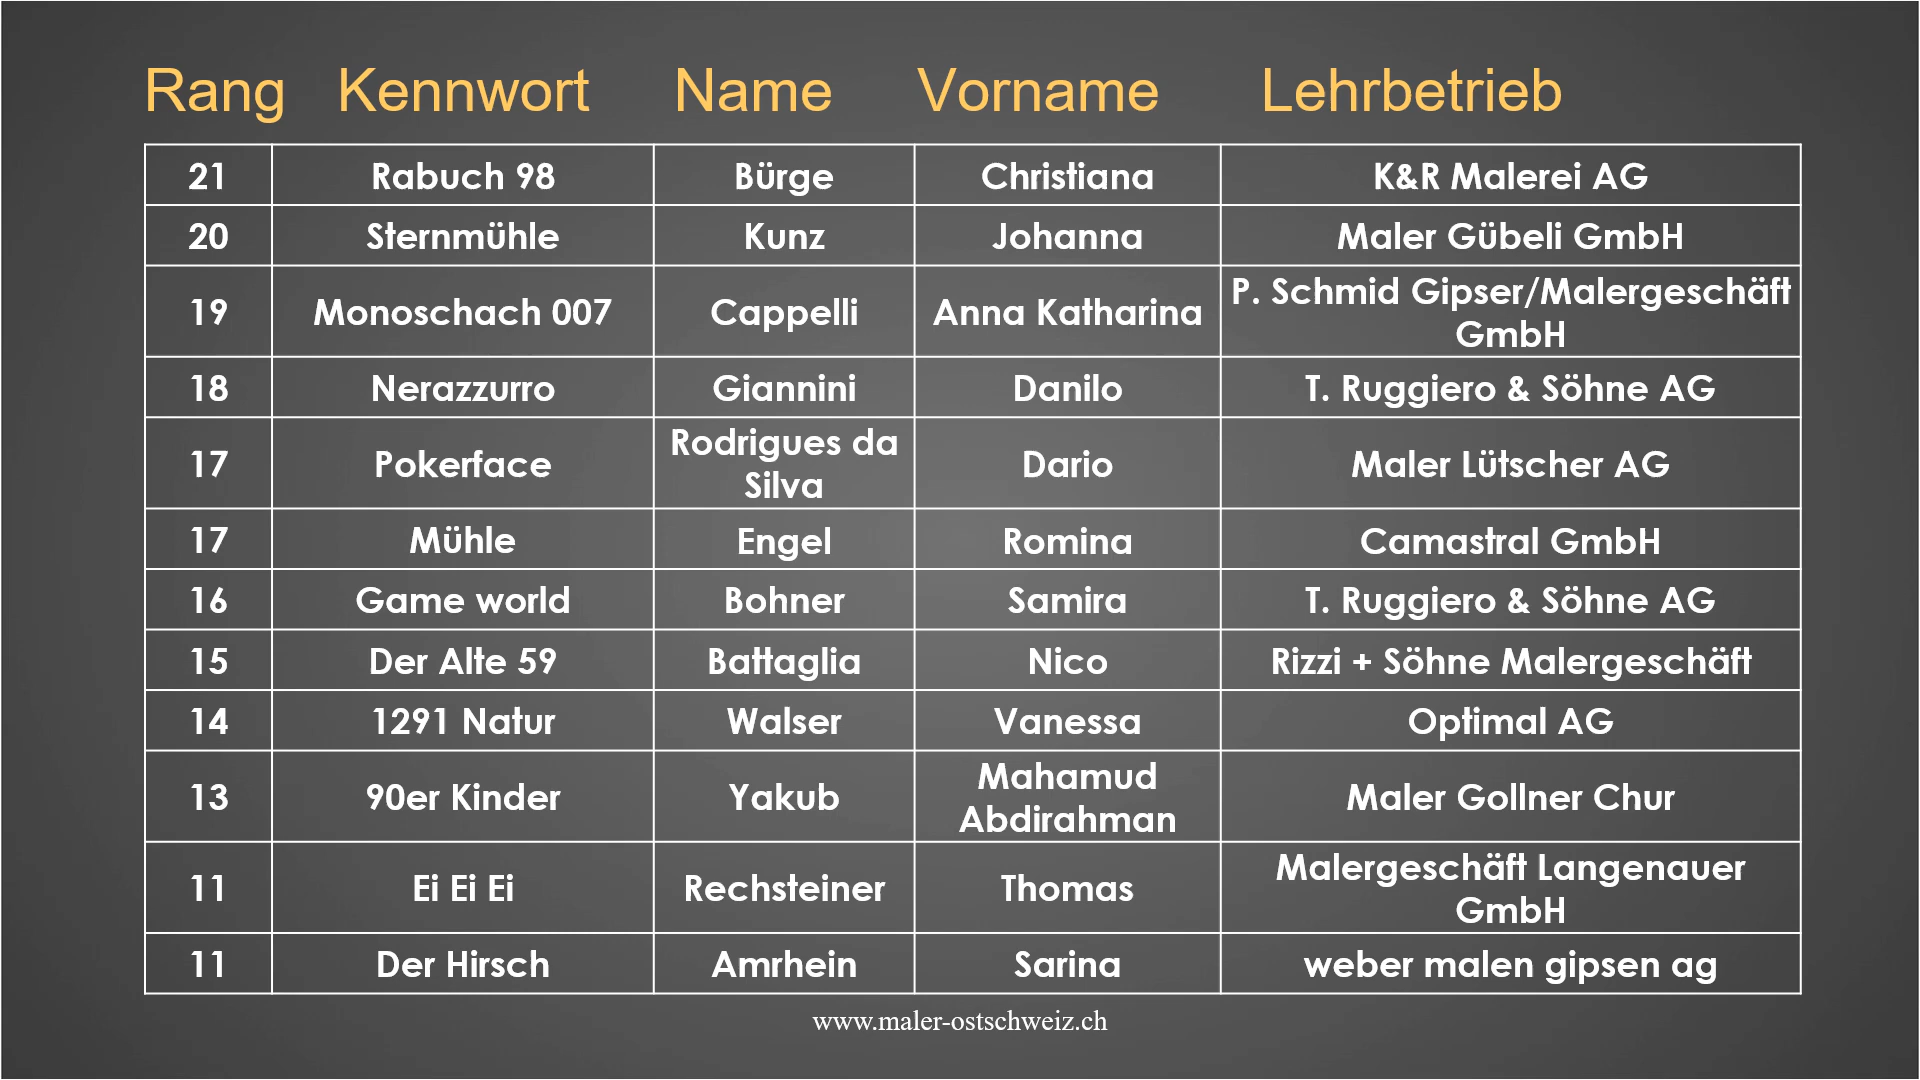 Rang Kennwort Name Vorname Lehrbetrieb
21 Rabuch 98 Bürge Christiana K&R Malerei AG
20 Sternmühle Kunz Johanna Maler Gübeli GmbH
19 Monoschach 007 Cappelli Anna Katharina P. Schmid Gipser/Malergeschäft
GmbH
18 Nerazzurro Giannini Danilo T. Ruggiero & Söhne AG
17 Pokerface Rodrigues da
Silva Dario Maler Lütscher AG
17 Mühle Engel Romina Camastral GmbH
16 Game world Bohner Samira T. Ruggiero & Söhne AG
15 Der Alte 59 Battaglia Nico Rizzi + Söhne Malergeschäft
14 1291 Natur Walser Vanessa Optimal AG
13 90er Kinder Yakub Mahamud
Abdirahman Maler Gollner Chur
11 Ei Ei Ei Rechsteiner Thomas Malergeschäft Langenauer
GmbH
11 Der Hirsch Amrhein Sarina weber malen gipsen ag
www.maler-ostschweiz.ch